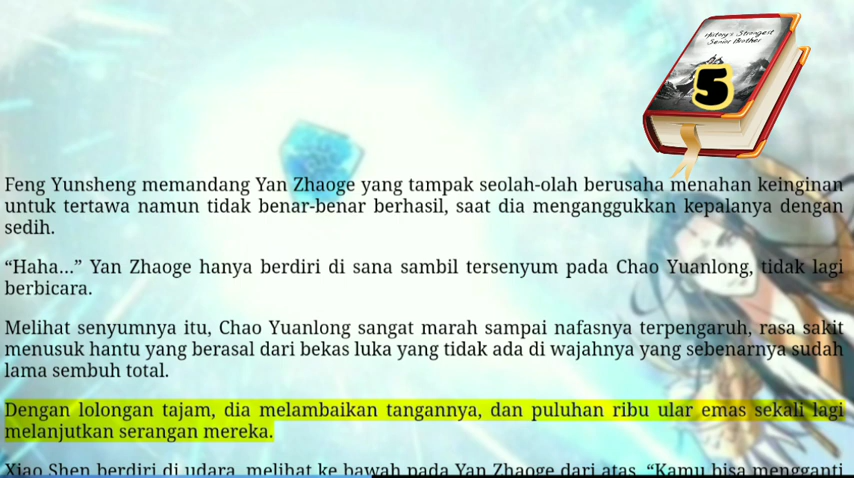 History's Strongest
Senior Brother
5
Feng Yunsheng memandang Yan Zhaoge yang tampak seolah-olah berusaha menahan keinginan
untuk tertawa namun tidak benar-benar berhasil, saat dia menganggukkan kepalanya dengan
sedih.
“Haha...” Yan Zhaoge hanya berdiri di sana sambil tersenyum pada Chao Yuanlong, tidak lagi
berbicara.
Melihat senyumnya itu, Chao Yuanlong sangat marah sampai nafasnya terpengaruh, rasa sakit
menusuk hantu yang berasal dari bekas luka yang tidak ada di wajahnya yang sebenarnya sudah
lama sembuh total.
Dengan lolongan tajam, dia melambaikan tangannya, dan puluhan ribu ular emas sekali lagi
melanjutkan serangan mereka.
Xiao Shen berdiri di udara, melihat ke bawah pada Yan Zhaoge dari atas. “Kamu bisa mengganti